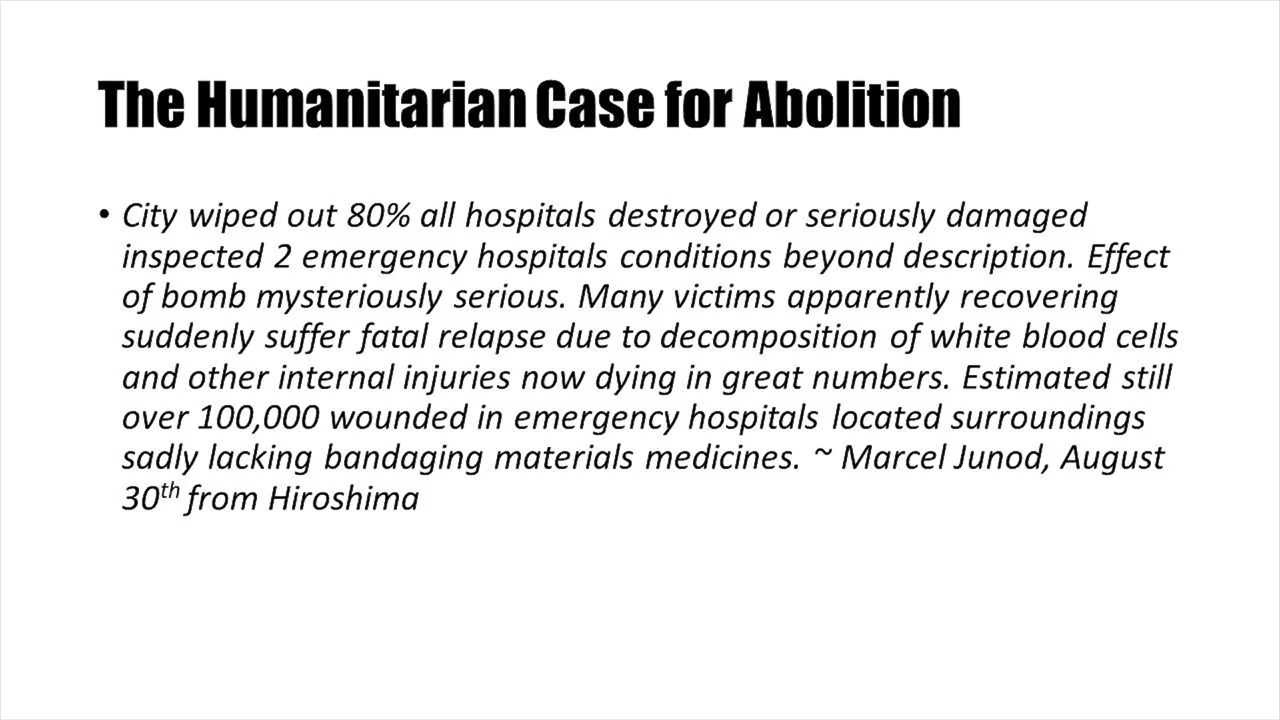 The Humanitarian Case for Abolition
• City wiped out 80% all hospitals destroyed or seriously damaged
inspected 2 emergency hospitals conditions beyond description. Effect
of bomb mysteriously serious. Many victims apparently recovering
suddenly suffer fatal relapse due to decomposition of white blood cells
and other internal injuries now dying in great numbers. Estimated still
over 100,000 wounded in emergency hospitals located surroundings
sadly lacking bandaging materials medicines. ~ Marcel Junod, August
30th from Hiroshima